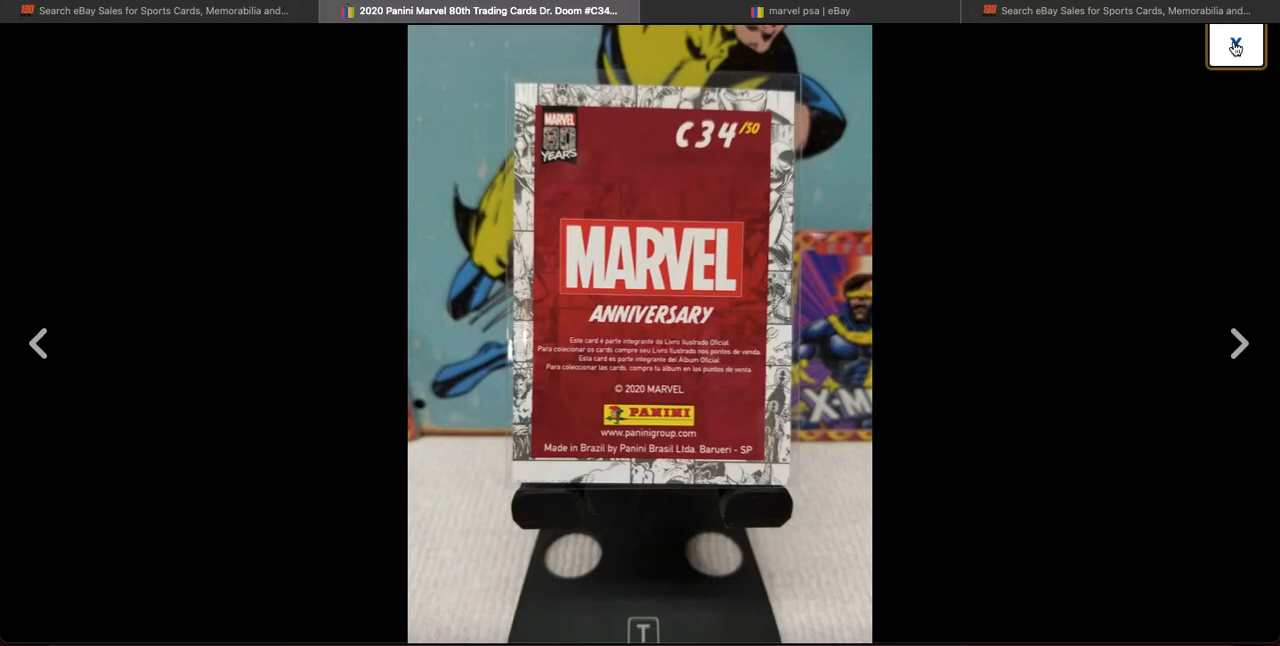 Search eBay Sales for Sports Cards, Memorabilia and...
2020 Panini Marvel 80th Trading Cards Dr. Doom #C34...
marvel psa | eBay
Search eBay Sales for Sports Cards, Memorabilia and...
MARVEL
80
YEARS
C34/50
MARVEL
ANNIVERSARY
Este card é parte integrante do Livro Ilustrado Oficial.
Para colecionar os cards compre seu Livro Ilustrado nos pontos de venda.
Esta card es parte integrante del Álbum Oficial.
Para coleccionar las cards, compra tu álbum en los puntos de venta.
© 2020 MARVEL
PANINI
www.paninigroup.com
Made in Brazil by Panini Brasil Ltda. Barueri - SP
X-M
T